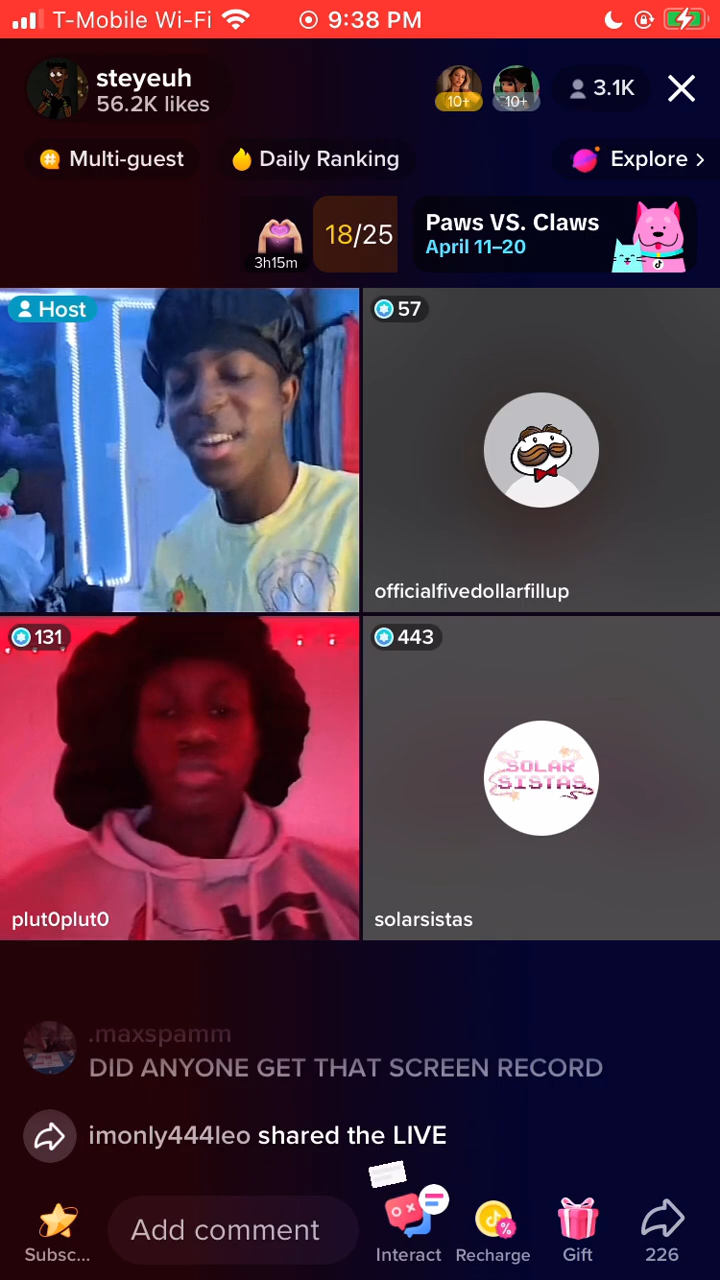 T-Mobile Wi-Fi 9:38 PM
steyeuh
56.2K likes
10+ 10+ 3.1K
Multi-guest Daily Ranking Explore >
3h15m 18/25 Paws VS. Claws
April 11–20
Host 57
officialfivedollarfillup
131 443
SOLAR
SISTAS
plut0plut0 solarsistas
.maxspamm
DID ANYONE GET THAT SCREEN RECORD
imonly444leo shared the LIVE
Subsc... Add comment Interact Recharge Gift 226